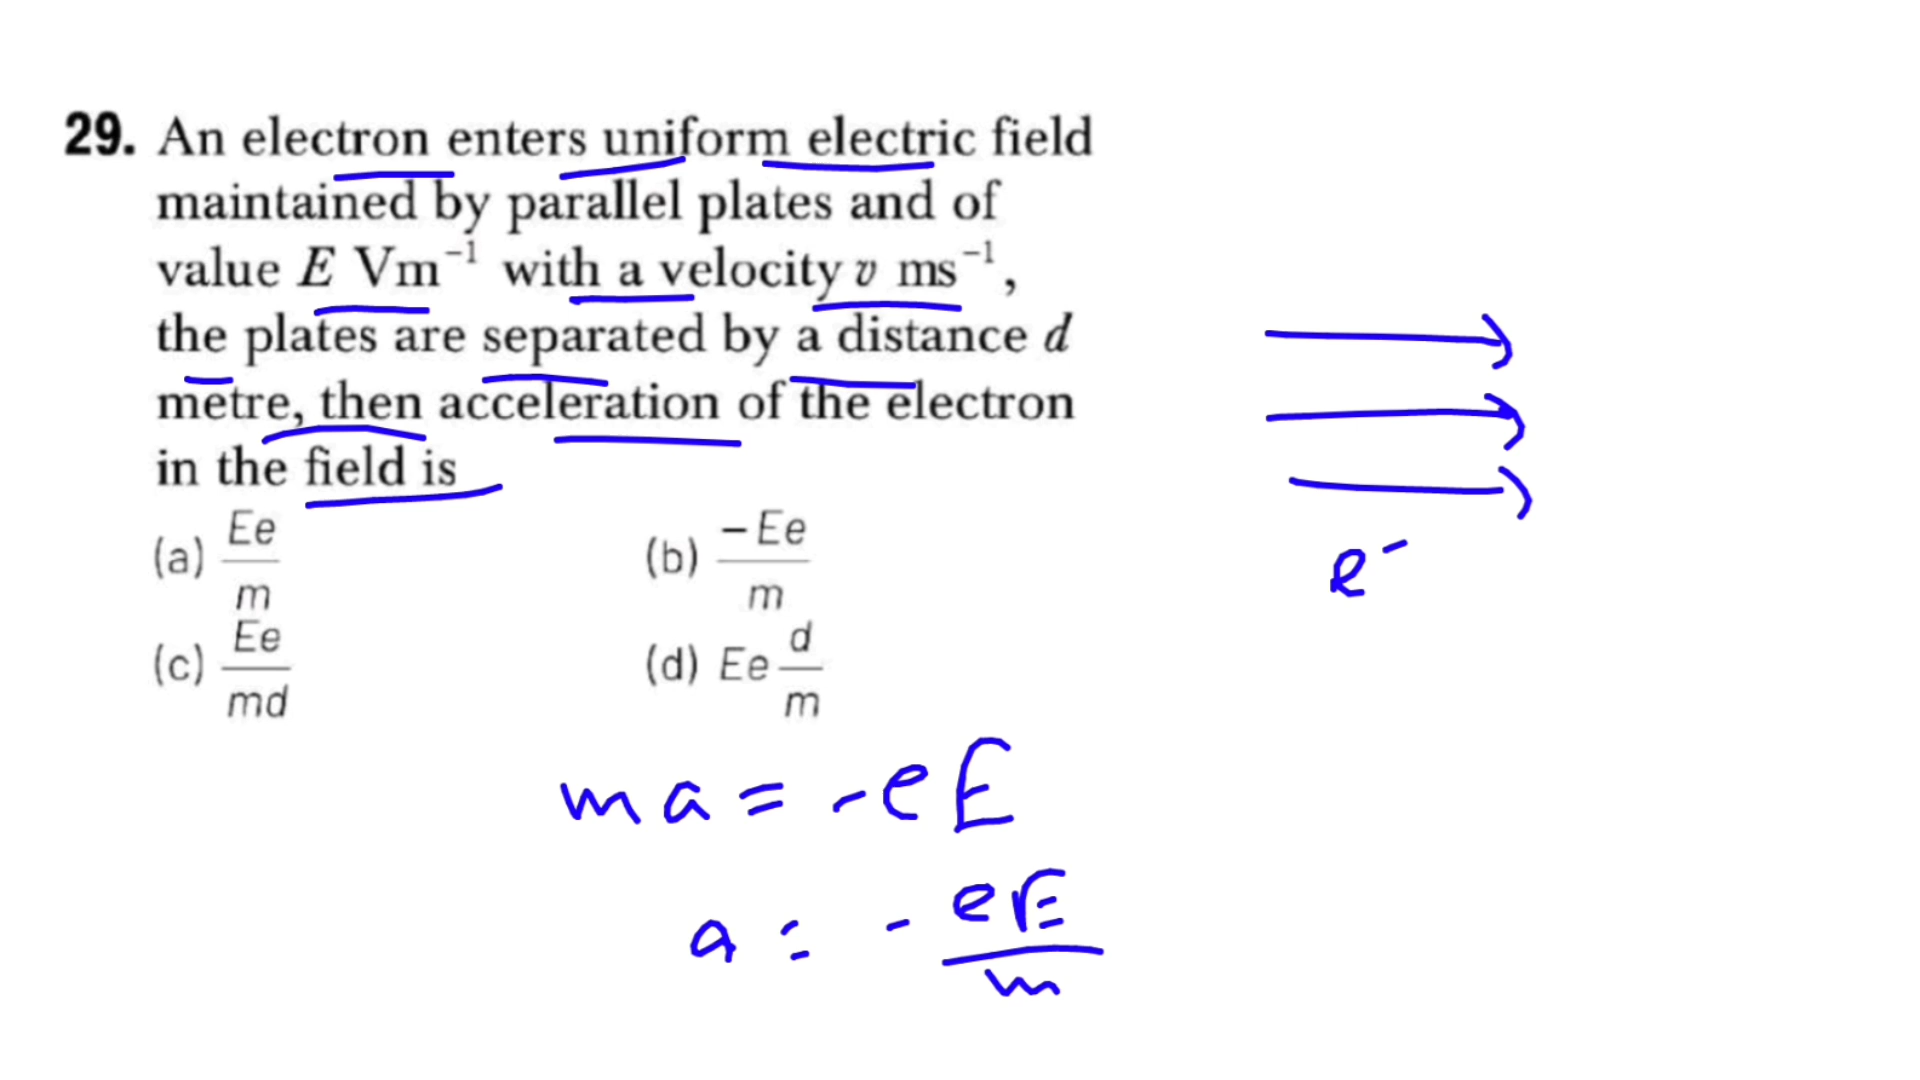 29. An electron enters uniform electric field
maintained by parallel plates and of
value E Vm⁻¹ with a velocity v ms⁻¹,
the plates are separated by a distance d
metre, then acceleration of the electron
in the field is
(a) Ee/m (b) −Ee/m
(c) Ee/md (d) Ee d/m
e⁻
ma = -eE
a = - eE/m